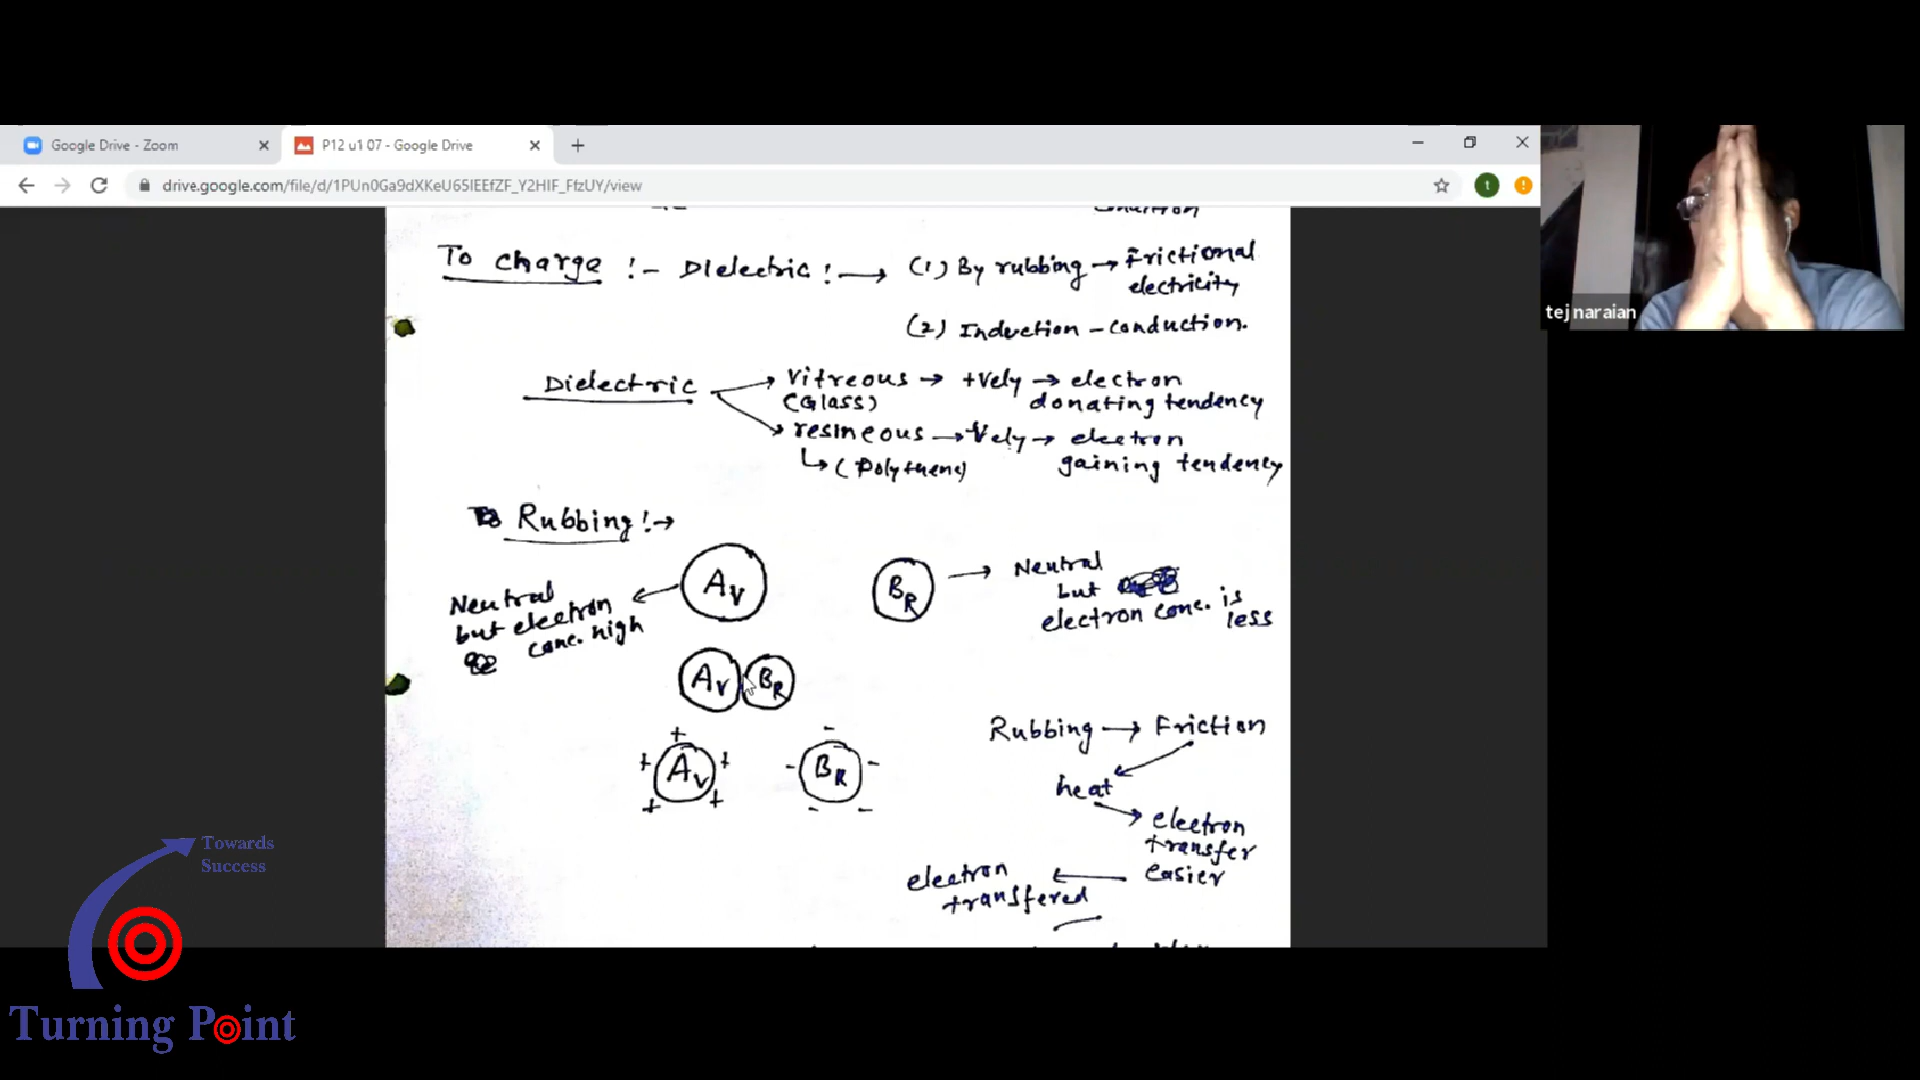 Google Drive - Zoom
P12 u1 07 - Google Drive
drive.google.com/file/d/1PUn0Ga9dXKeU65IEEfZF_Y2HIF_FfzUY/view
t
tej naraian
To charge :- Dielectric :→ (1) By rubbing → Frictional
electricity
(2) Induction - conduction.
Dielectric
Vitreous → +vely → electron
(Glass) donating tendency
resineous → -vely → electron
↳ (Polythene) gaining tendency
Rubbing :→
AV
BR → Neutral
but
electron conc. is
less
Neutral
but electron
conc. high
AV BR
+ + + + +
AV
- - - - -
BR
Rubbing → Friction
heat
electron
transfer
easier
electron
transfered
Towards
Success
Turning Point